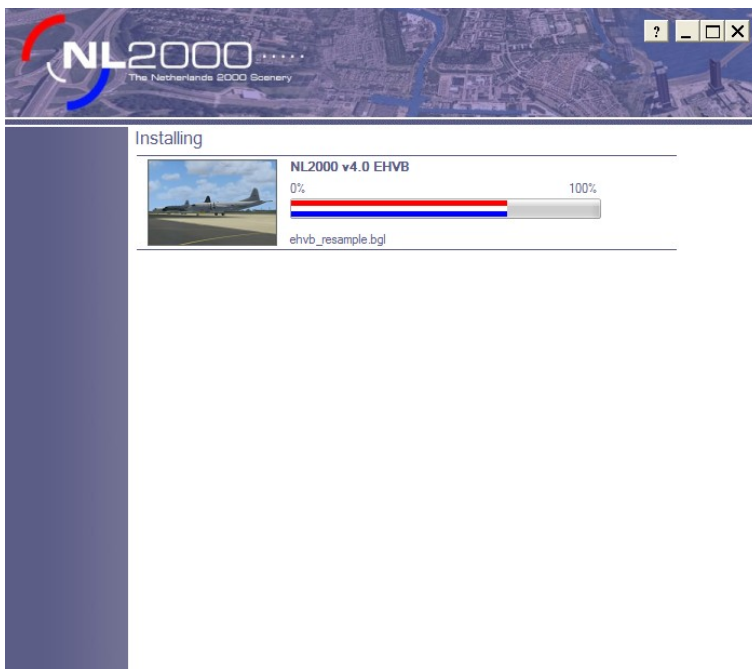 NL2000
The Netherlands 2000 Scenery
?
Installing
NL2000 v4.0 EHVB
0% 100%
ehvb_resample.bgl